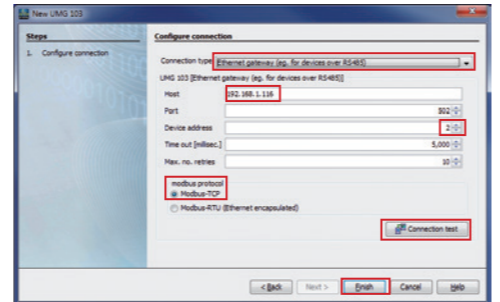 New UMG 103
Steps
1. Configure connection
Configure connection
Connection type Ethernet gateway (eg. for devices over RS485)
UMG 103 [Ethernet gateway (eg. for devices over RS485)]
Host 192.168.1.116
Port 502
Device address 2
Time out [milisec.] 5,000
Max. no. retries 10
modbus protocol
Modbus-TCP
Modbus-RTU (Ethernet encapsulated)
Connection test
< Back Next > Finish Cancel Help